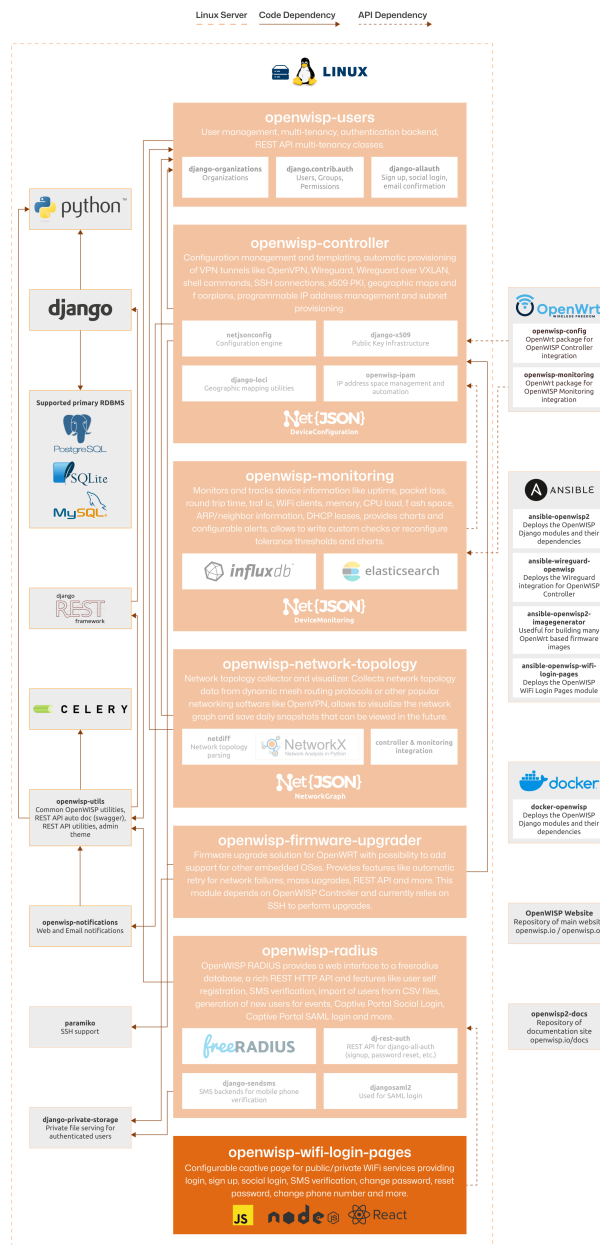 Linux Server
Code Dependency
API Dependency
LINUX
openwisp-users
User management, multi-tenancy, authentication backend,
REST API multi-tenancy classes.
django-organizations
Organizations
django.contrib.auth
Users, Groups,
Permissions
django-allauth
Sign up, social login,
email confirmation
python™
django
Supported primary RDBMS
PostgreSQL
SQLite
MySQL
openwisp-controller
Configuration management and templating, automatic provisioning
of VPN tunnels like OpenVPN, Wireguard, Wireguard over VXLAN,
shell commands, SSH connections, x509 PKI, geographic maps and
f oorplans, programmable IP address management and subnet
provisioning.
netjsonconfig
Configuration engine
django-x509
Public Key Infrastructure
django-loci
Geographic mapping utilities
openwisp-ipam
IP address space management and
automation
Net{JSON}
DeviceConfiguration
OpenWrt
WIRELESS FREEDOM
openwisp-config
OpenWrt package for
OpenWISP Controller
integration
openwisp-monitoring
OpenWrt package for
OpenWISP Monitoring
integration
openwisp-monitoring
Monitors and tracks device information like uptime, packet loss,
round trip time, traf ic, WiFi clients, memory, CPU load, f ash space,
ARP/neighbor information, DHCP leases, provides charts and
configurable alerts, allows to write custom checks or reconfigure
tolerance thresholds and charts.
influxdb
elasticsearch
Net{JSON}
DeviceMonitoring
ANSIBLE
ansible-openwisp2
Deploys the OpenWISP
Django modules and their
dependencies
ansible-wireguard-
openwisp
Deploys the Wireguard
integration for OpenWISP
Controller
ansible-openwisp2-
imagegenerator
Usedful for building many
OpenWrt based firmware
images
ansible-openwisp-wifi-
login-pages
Deploys the OpenWISP
WiFi Login Pages module
django
REST
framework
CELERY
openwisp-utils
Common OpenWISP utilities,
REST API auto doc (swagger),
REST API utilities, admin
theme
openwisp-notifications
Web and Email notifications
paramiko
SSH support
django-private-storage
Private file serving for
authenticated users
openwisp-network-topology
Network topology collector and visualizer. Collects network topology
data from dynamic mesh routing protocols or other popular
networking software like OpenVPN, allows to visualize the network
graph and save daily snapshots that can be viewed in the future.
netdiff
Network topology
parsing
NetworkX
Network Analysis in Python
controller & monitoring
integration
Net{JSON}
NetworkGraph
docker
docker-openwisp
Deploys the OpenWISP
Django modules and their
dependencies
openwisp-firmware-upgrader
Firmware upgrade solution for OpenWRT with possibility to add
support for other embedded OSes. Provides features like automatic
retry for network failures, mass upgrades, REST API and more. This
module depends on OpenWISP Controller and currently relies on
SSH to perform upgrades.
OpenWISP Website
Repository of main websit
openwisp.io / openwisp.o
openwisp-radius
OpenWISP RADIUS provides a web interface to a freeradius
database, a rich REST HTTP API and features like user self
registration, SMS verification, import of users from CSV files,
generation of new users for events, Captive Portal Social Login,
Captive Portal SAML login and more.
freeRADIUS
dj-rest-auth
REST API for django-all-auth
(signup, password reset, etc.)
django-sendsms
SMS backends for mobile phone
verification
djangosaml2
Used for SAML login
openwisp2-docs
Repository of
documentation site
openwisp.io/docs
openwisp-wifi-login-pages
Configurable captive page for public/private WiFi services providing
login, sign up, social login, SMS verification, change password, reset
password, change phone number and more.
JS
node JS
React